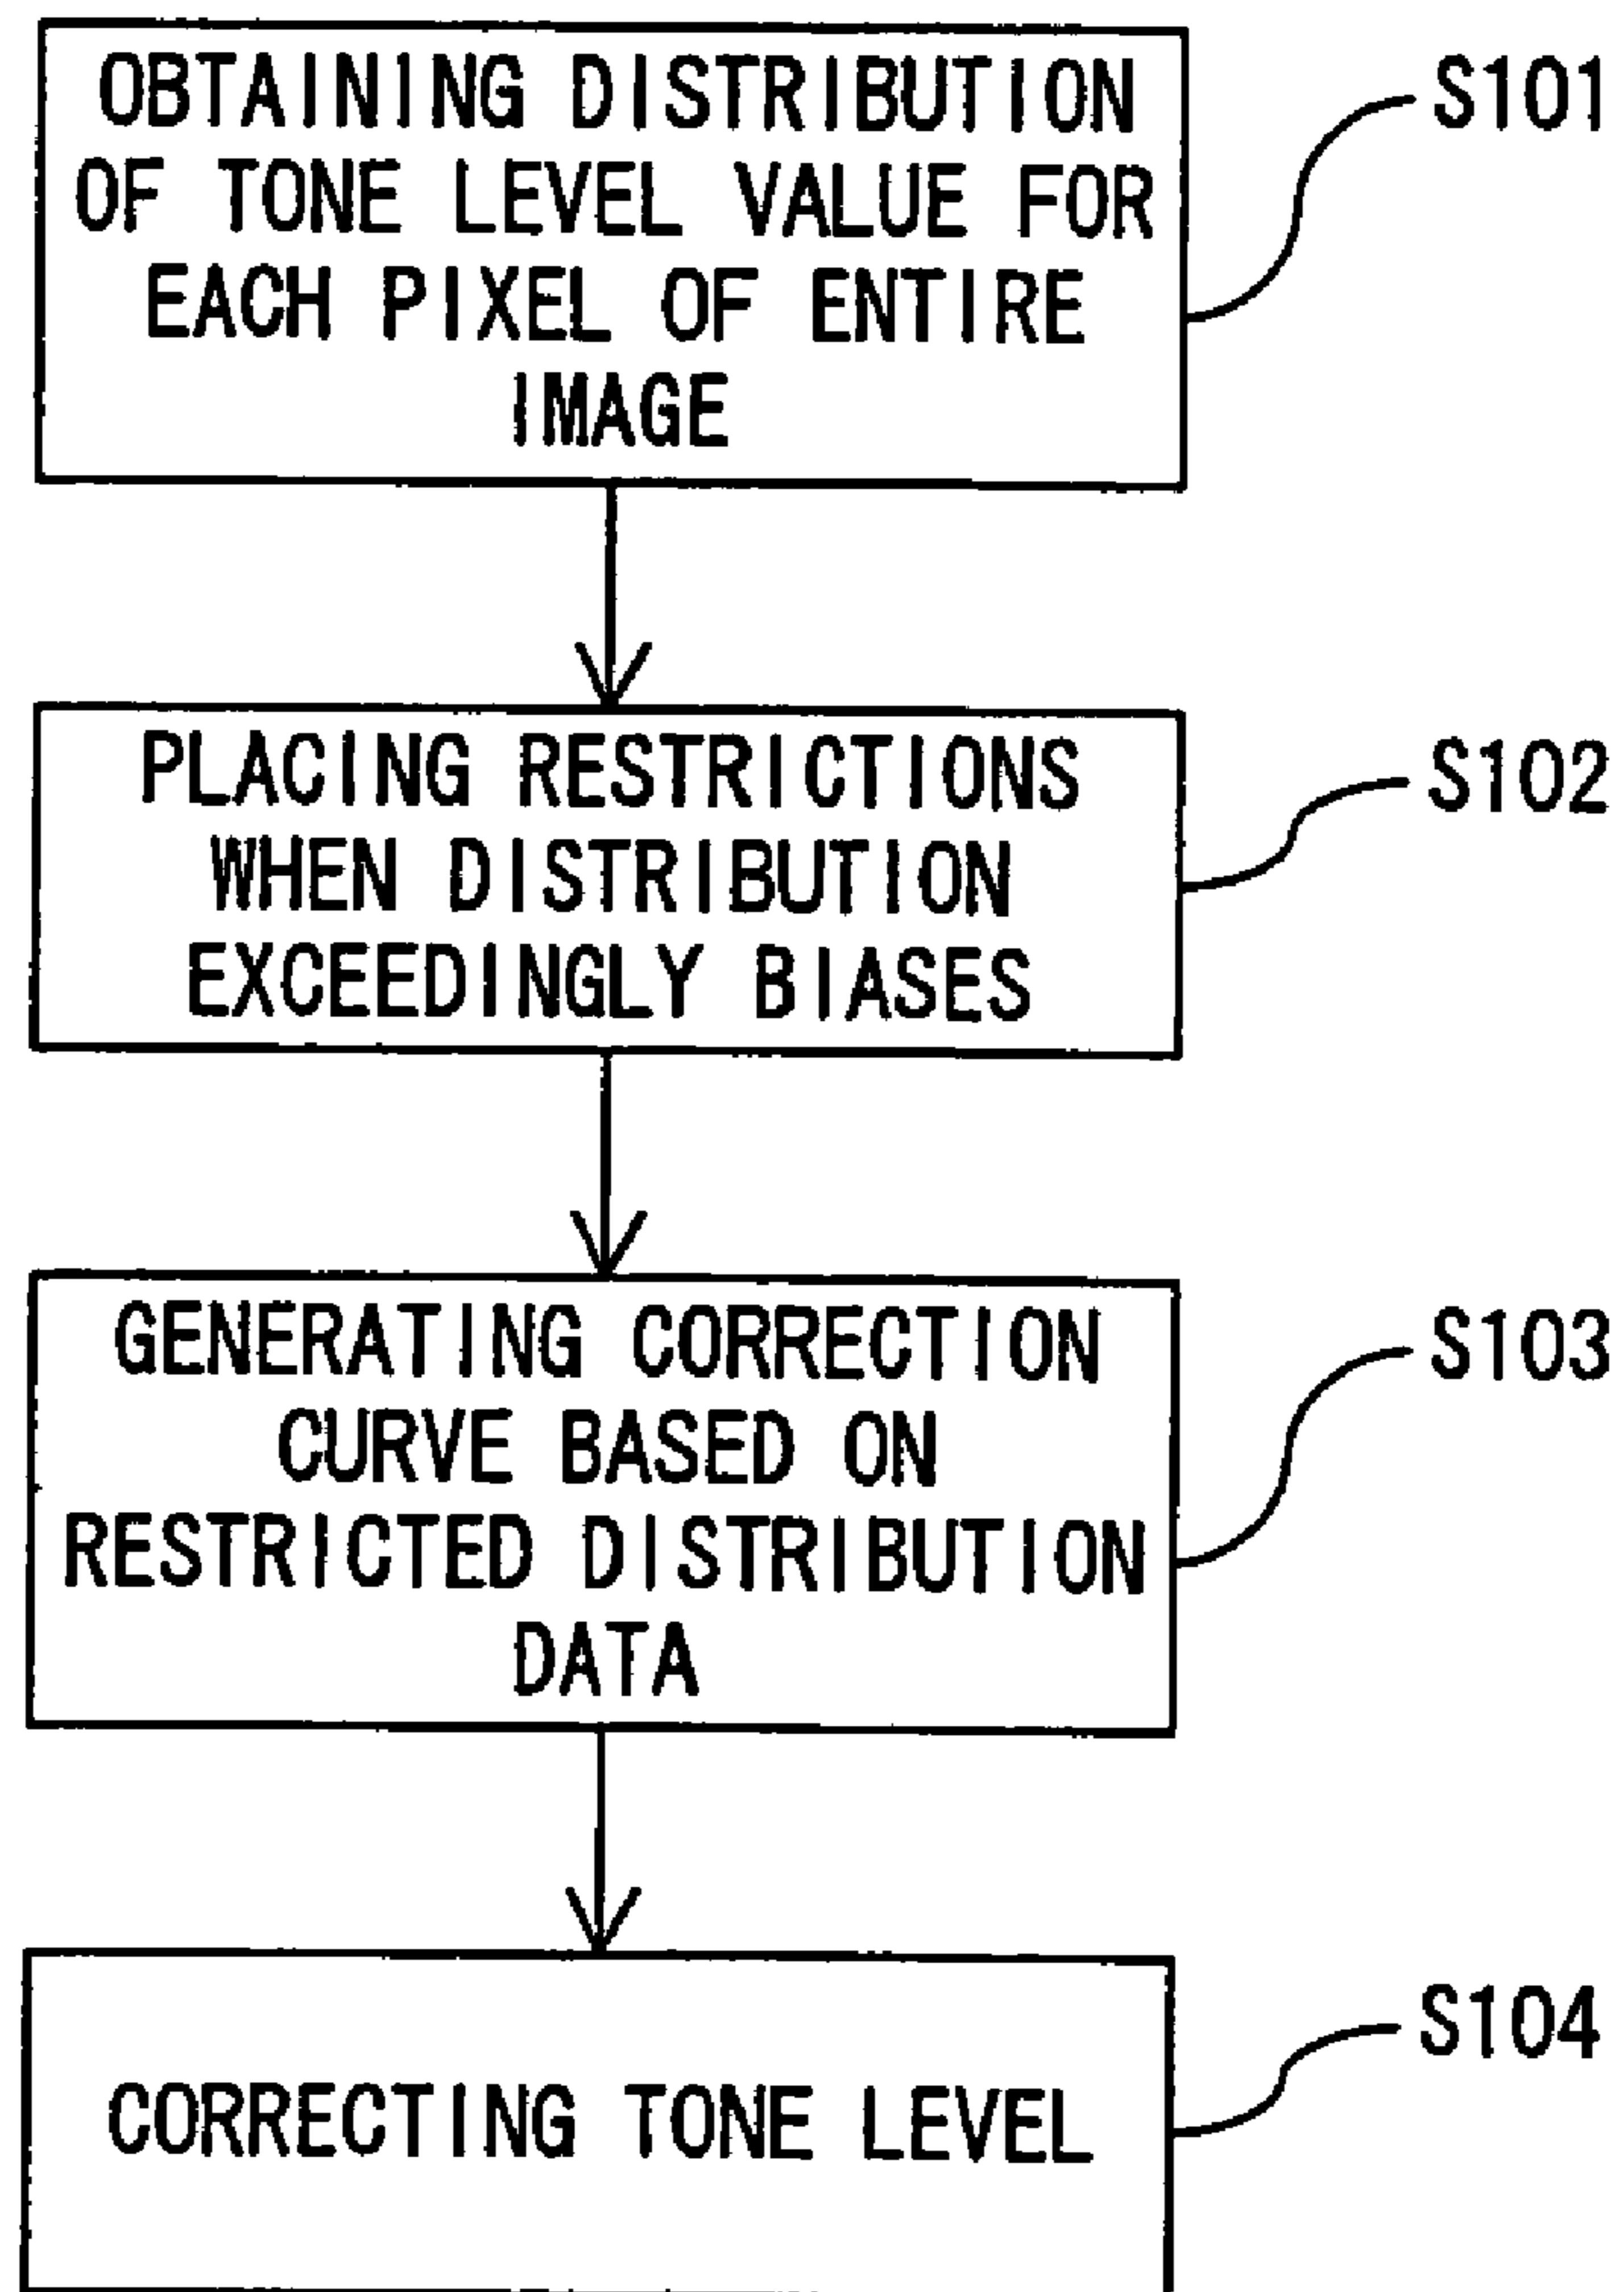 OBTAINING DISTRIBUTION
OF TONE LEVEL VALUE FOR
EACH PIXEL OF ENTIRE
IMAGE
S101
PLACING RESTRICTIONS
WHEN DISTRIBUTION
EXCEEDINGLY BIASES
S102
GENERATING CORRECTION
CURVE BASED ON
RESTRICTED DISTRIBUTION
DATA
S103
CORRECTING TONE LEVEL
S104